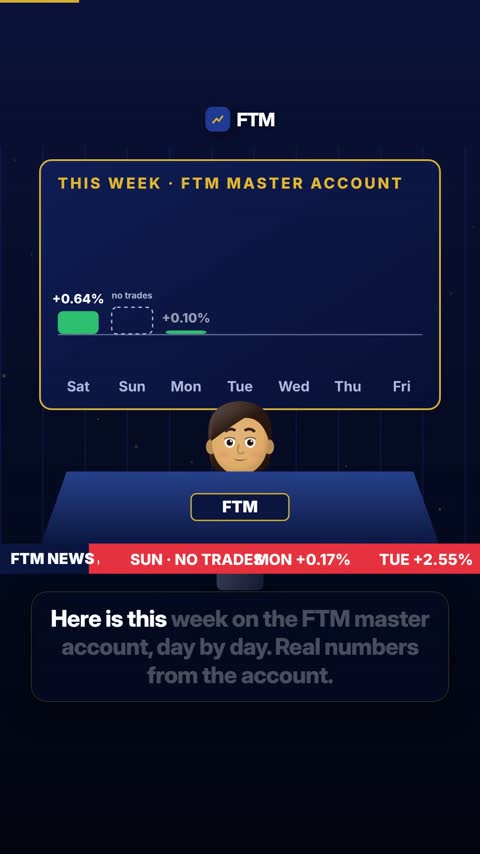 FTM
THIS WEEK · FTM MASTER ACCOUNT
+0.64% no trades
+0.10%
Sat Sun Mon Tue Wed Thu Fri
FTM
FTM NEWS SUN · NO TRADES MON +0.17% TUE +2.55%
Here is this week on the FTM master
account, day by day. Real numbers
from the account.